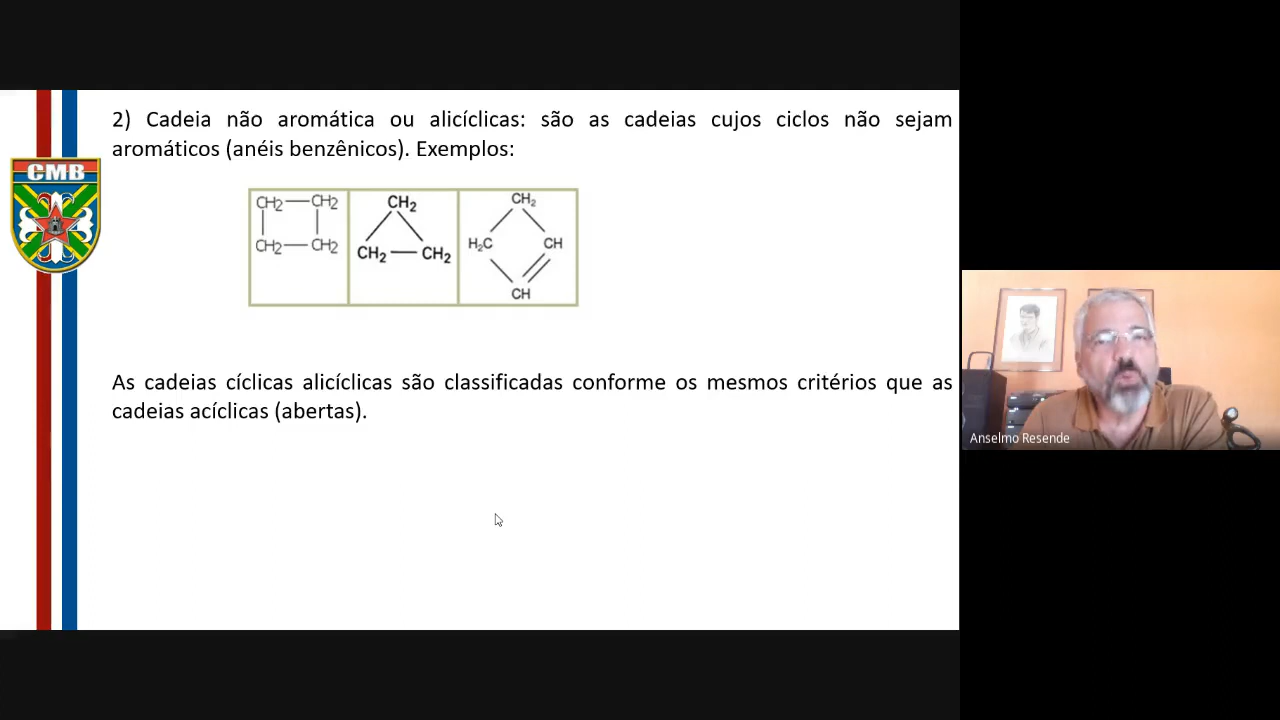 2) Cadeia não aromática ou alicíclicas: são as cadeias cujos ciclos não sejam
aromáticos (anéis benzênicos). Exemplos:
CMB
CH2 CH2
CH2 CH2
CH2
CH2 CH2
CH2
H2C CH
CH
As cadeias cíclicas alicíclicas são classificadas conforme os mesmos critérios que as
cadeias acíclicas (abertas).
Anselmo Resende